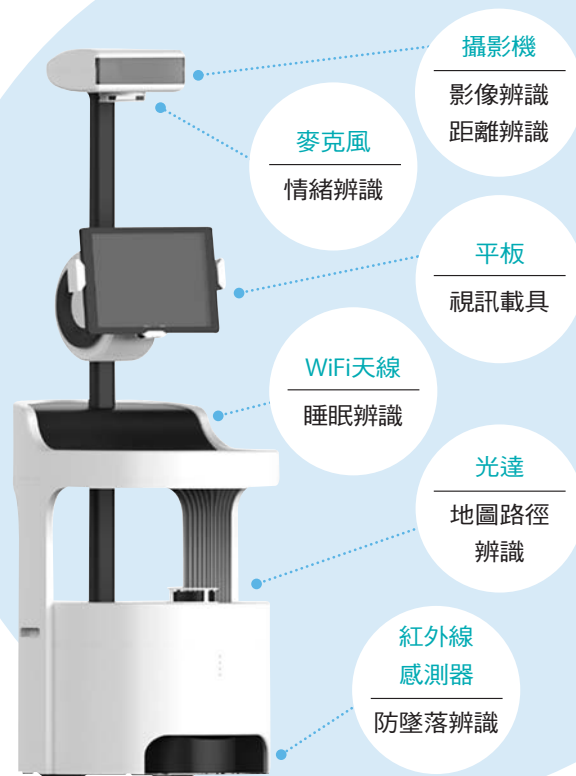 攝影機
影像辨識
距離辨識
麥克風
情緒辨識
平板
視訊載具
WiFi天線
睡眠辨識
光達
地圖路徑
辨識
紅外線
感測器
防墜落辨識